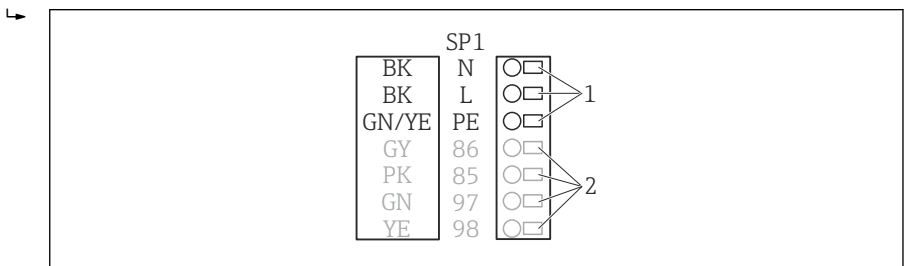 SP1
BK N
BK L 1
GN/YE PE
GY 86
PK 85 2
GN 97
YE 98